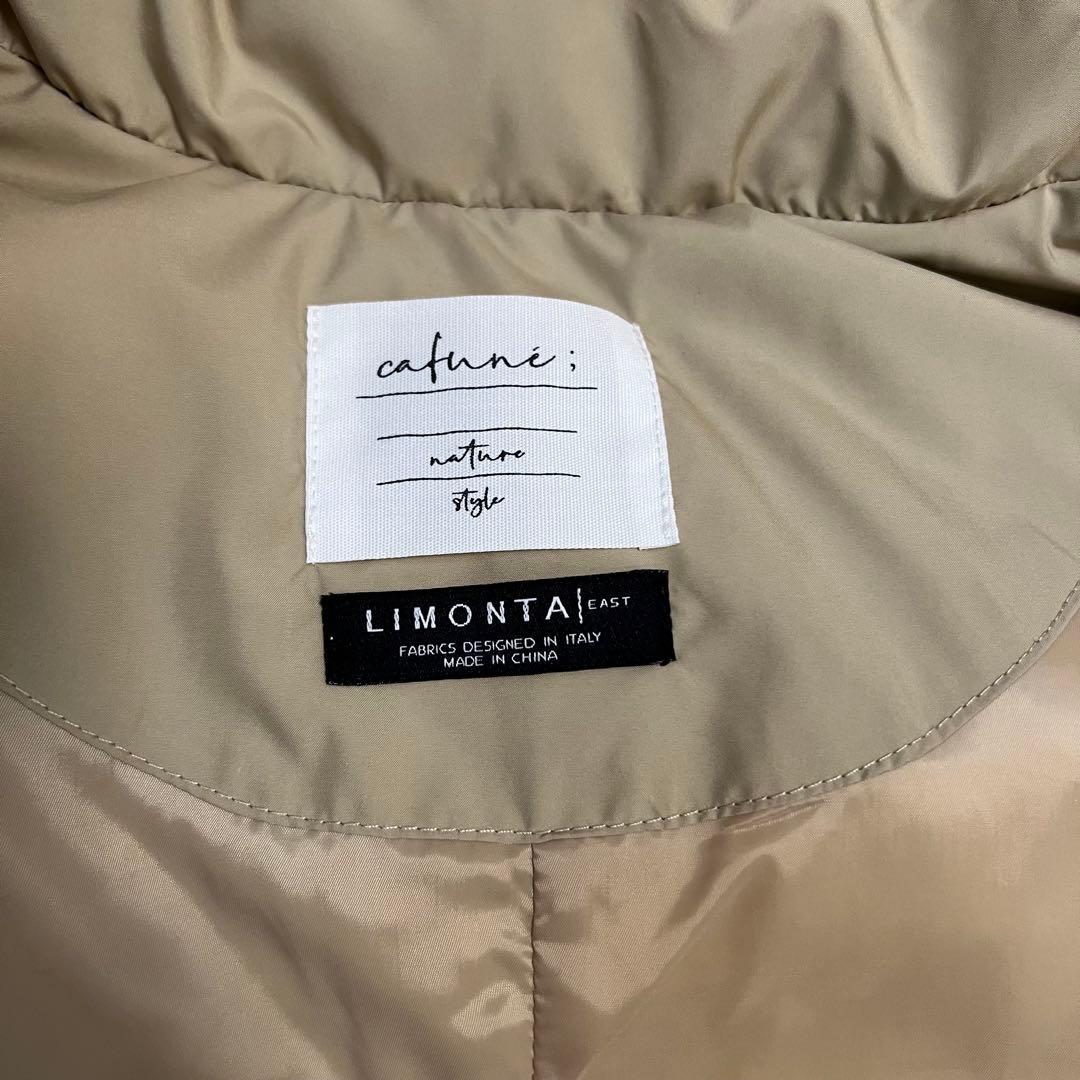 cafuné;
nature
style
LIMONTA EAST
FABRICS DESIGNED IN ITALY
MADE IN CHINA